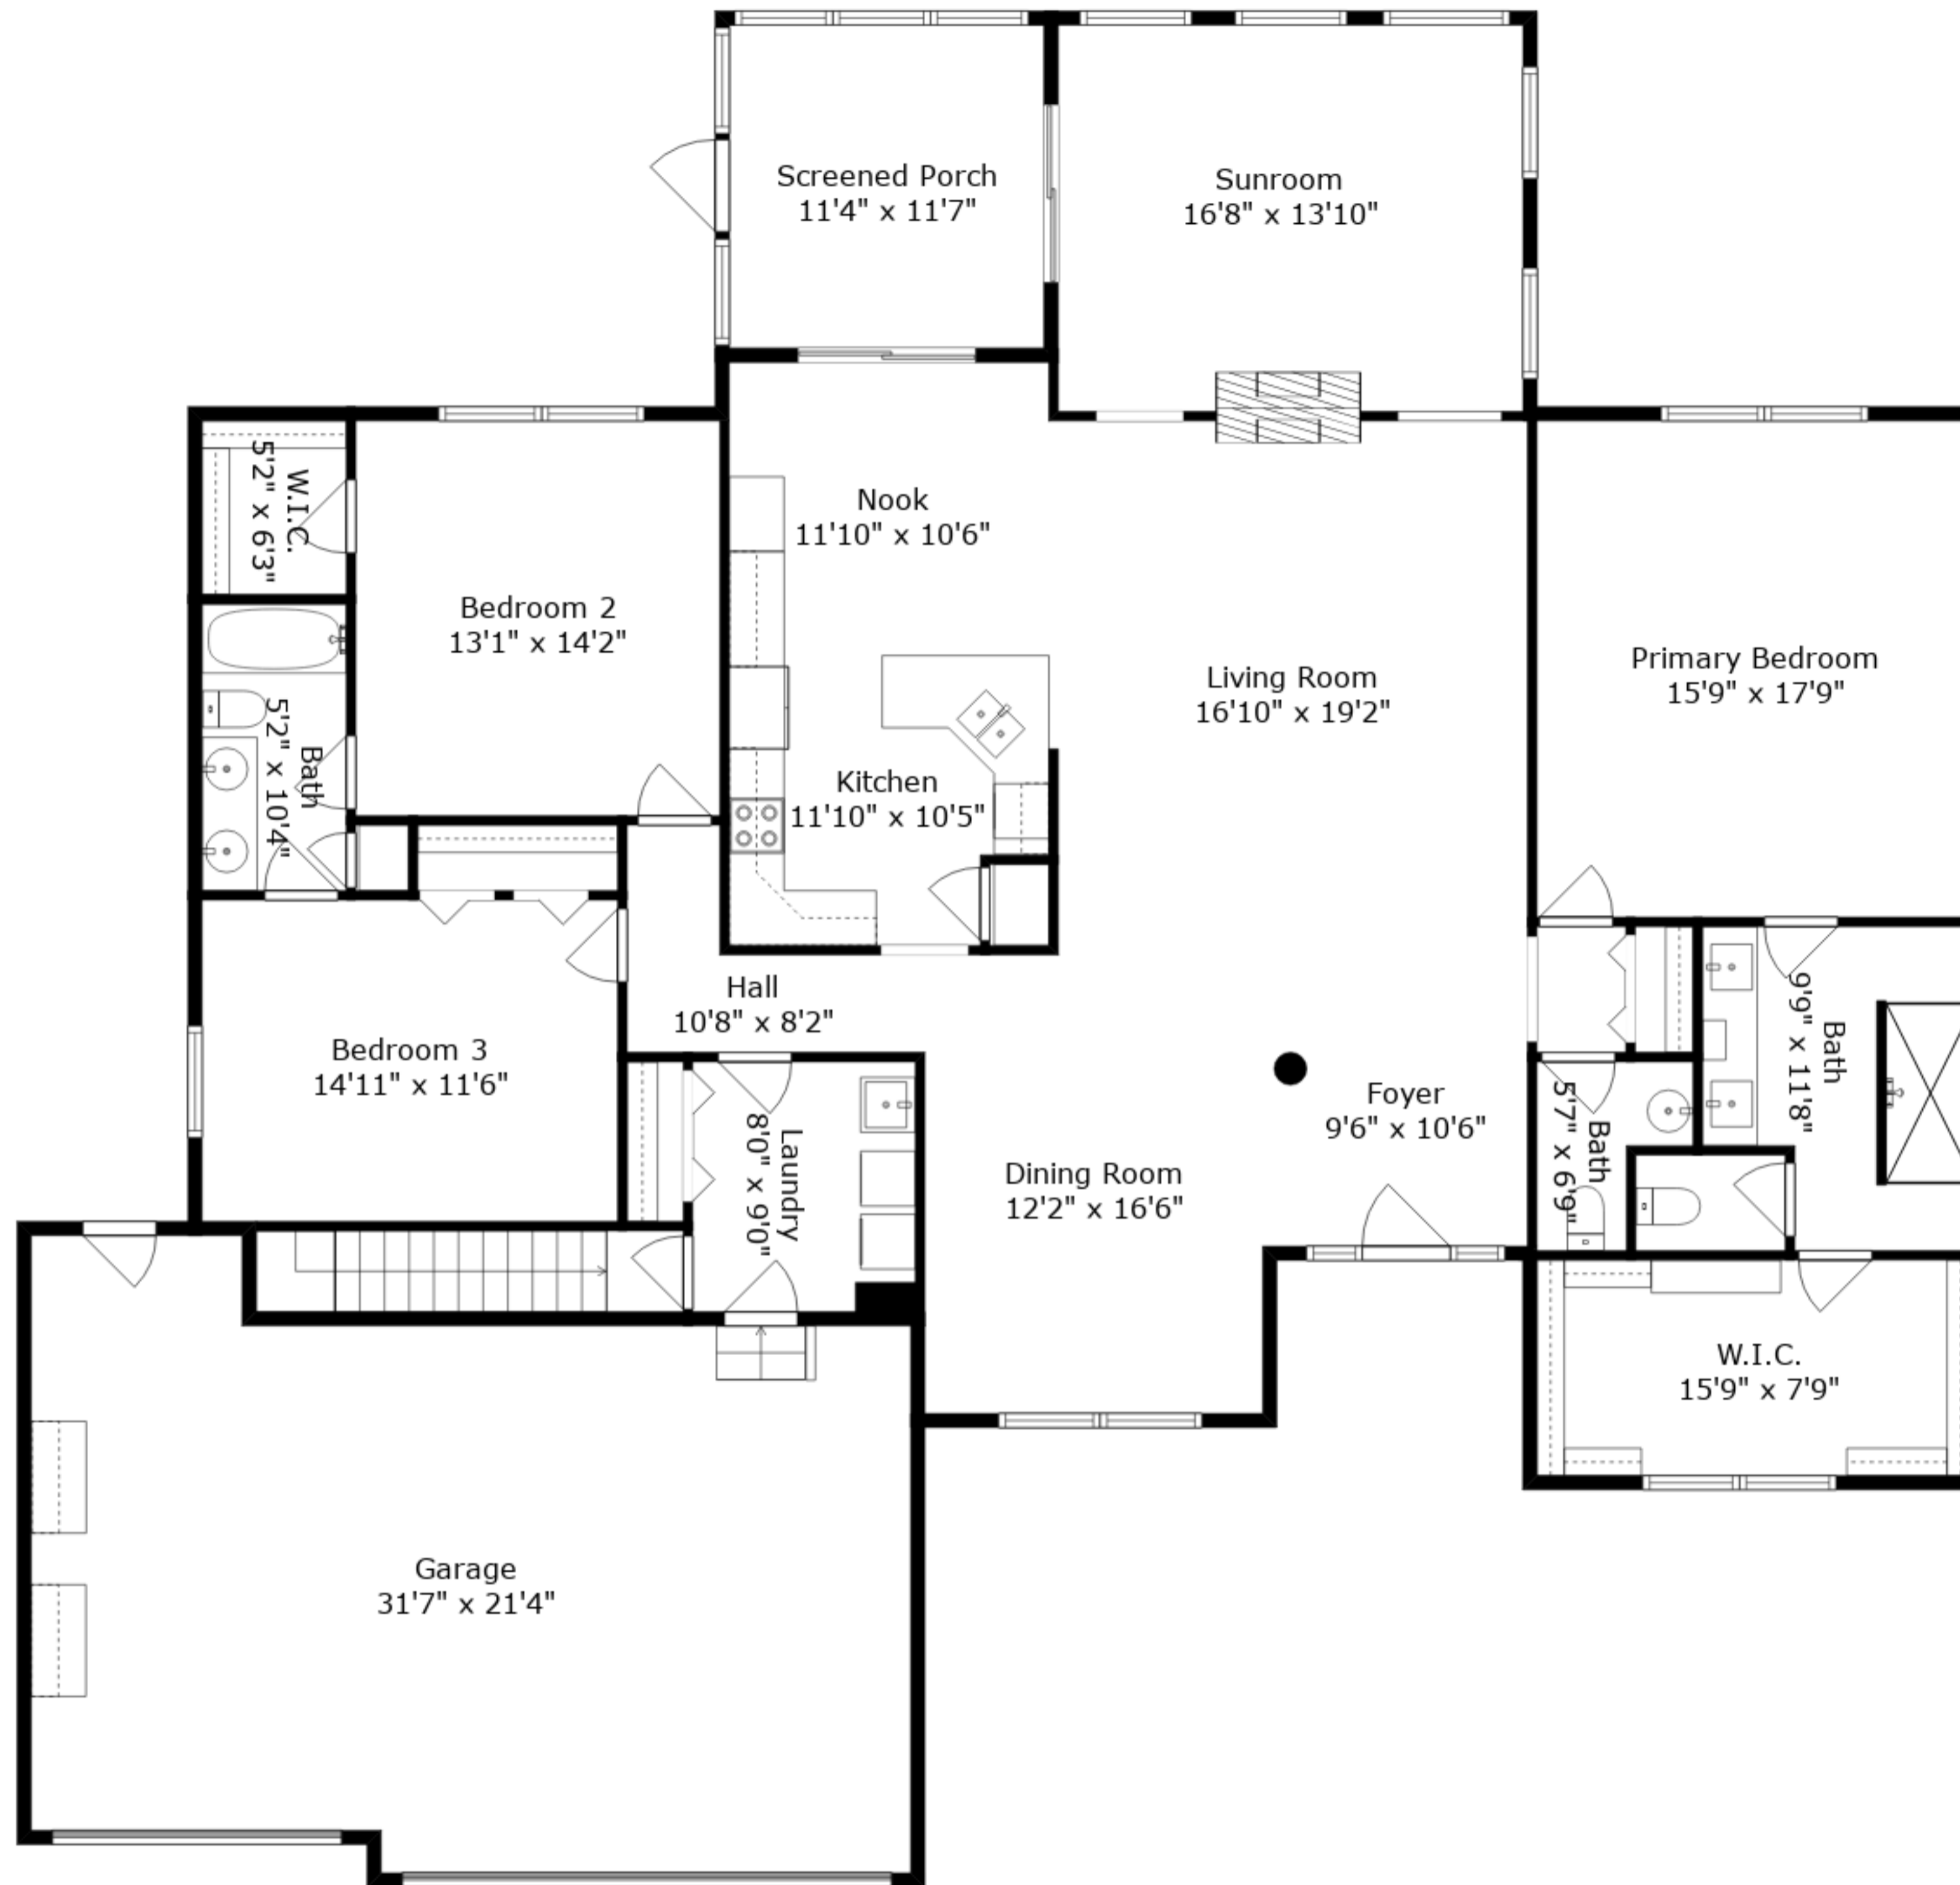 Screened Porch
11'4" x 11'7"
Sunroom
16'8" x 13'10"
W.I.C.
5'2" x 6'3"
Nook
11'10" x 10'6"
Bedroom 2
13'1" x 14'2"
Living Room
16'10" x 19'2"
Primary Bedroom
15'9" x 17'9"
Bath
5'2" x 10'4"
Kitchen
11'10" x 10'5"
Hall
10'8" x 8'2"
Bedroom 3
14'11" x 11'6"
Bath
9'9" x 11'8"
Foyer
9'6" x 10'6"
Bath
5'7" x 6'9"
Laundry
8'0" x 9'0"
Dining Room
12'2" x 16'6"
W.I.C.
15'9" x 7'9"
Garage
31'7" x 21'4"